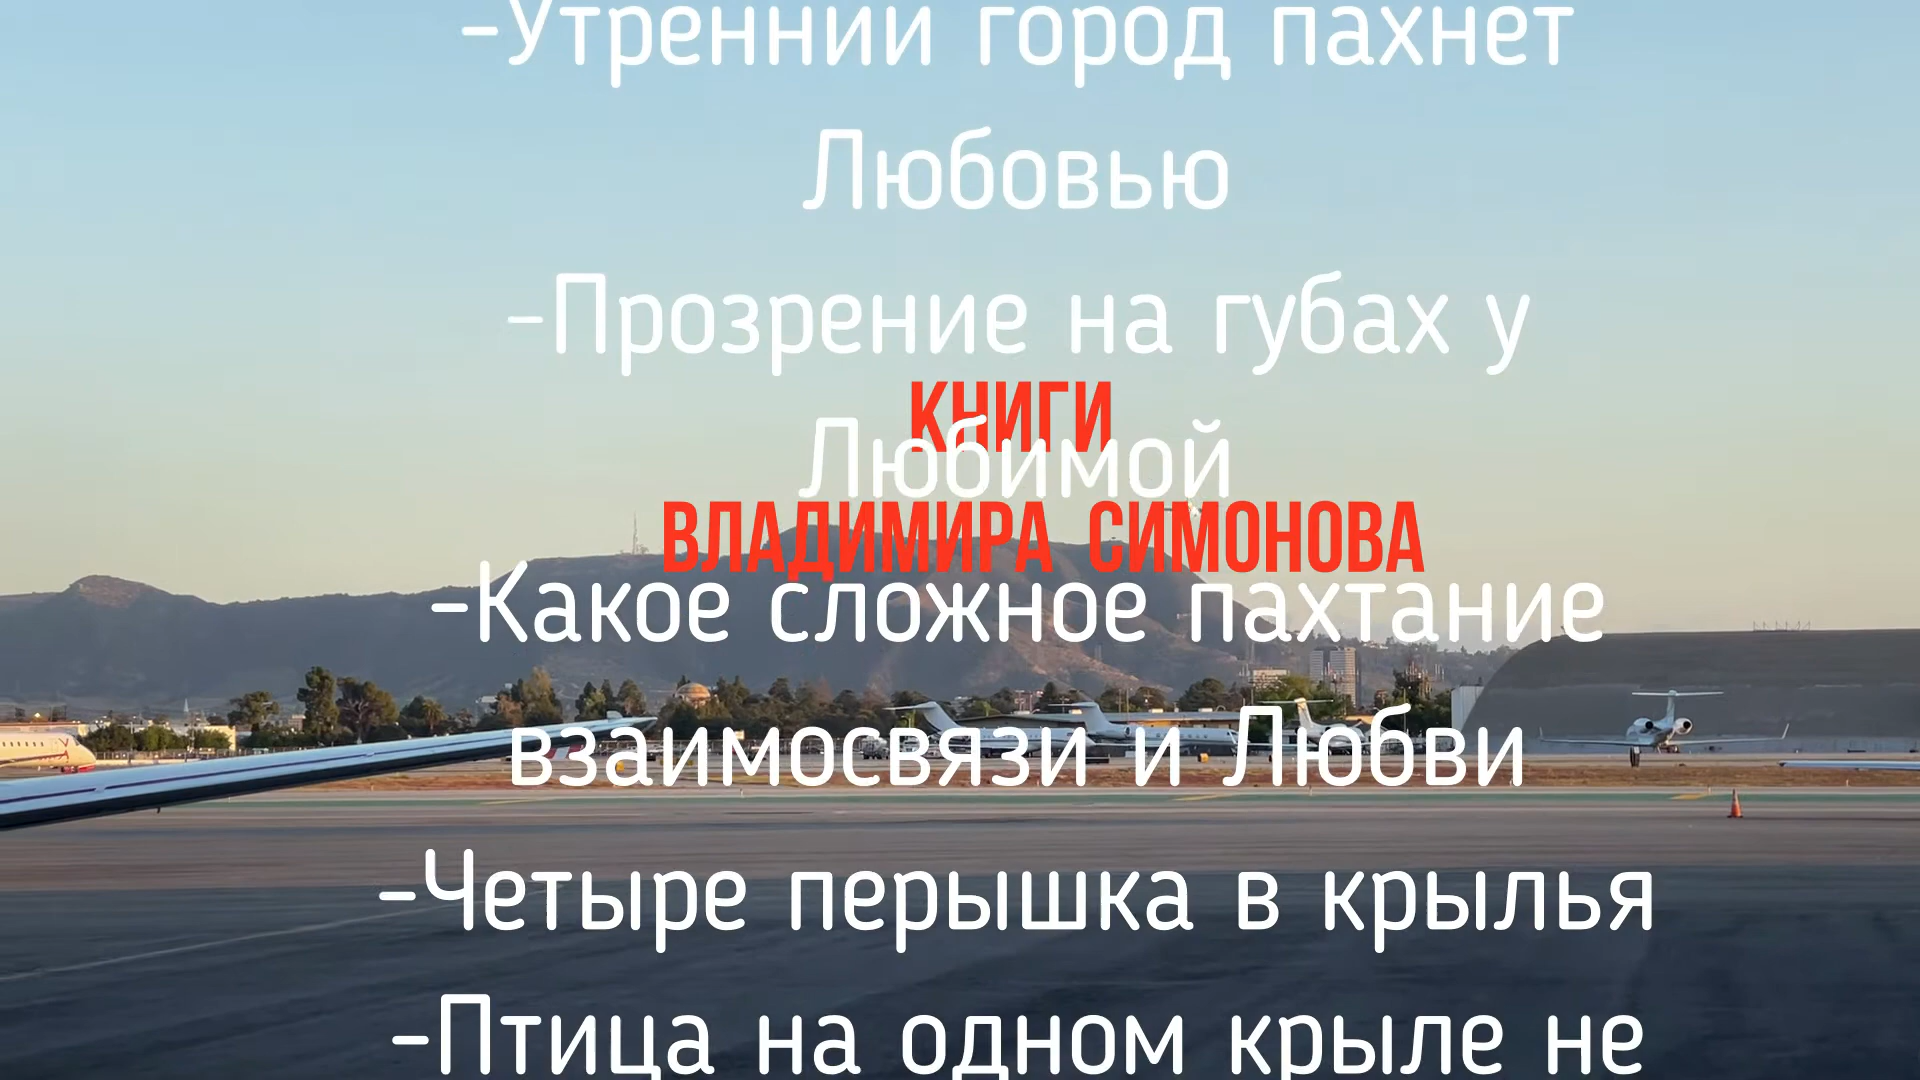 -Утренний город пахнет
Любовью
-Прозрение на губах у
КНИГИ
Любимой
ВЛАДИМИРА СИМОНОВА
-Какое сложное пахтание
взаимосвязи и Любви
-Четыре перышка в крылья
-Птица на одном крыле не